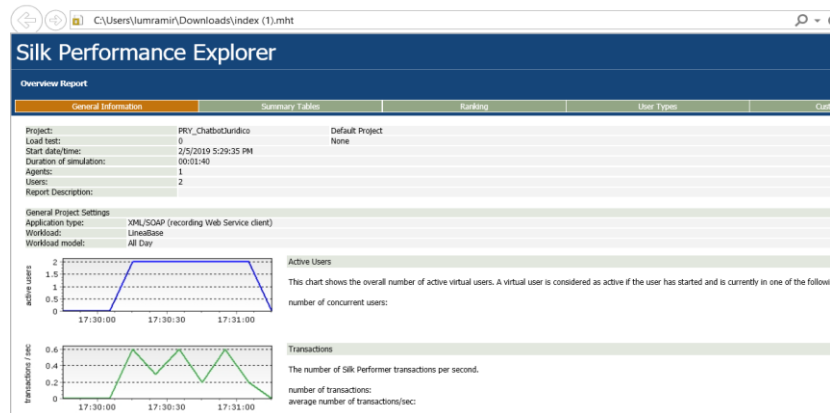 C:\Users\lumramir\Downloads\index (1).mht
Silk Performance Explorer
Overview Report
General Information Summary Tables Ranking User Types
Project: PRY_ChatbotJuridico Default Project
Load test: 0 None
Start date/time: 2/5/2019 5:29:35 PM
Duration of simulation: 00:01:40
Agents: 1
Users: 2
Report Description:
General Project Settings
Application type: XML/SOAP (recording Web Service client)
Workload: LineaBase
Workload model: All Day
active users
2
1.5
1
0.5
0
17:30:00 17:30:30 17:31:00
Active Users
This chart shows the overall number of active virtual users. A virtual user is considered as active if the user has started and is currently in one of the
number of concurrent users:
transactions / sec
0.6
0.4
0.2
0
17:30:00 17:30:30 17:31:00
Transactions
The number of Silk Performer transactions per second.
number of transactions:
average number of transactions/sec: